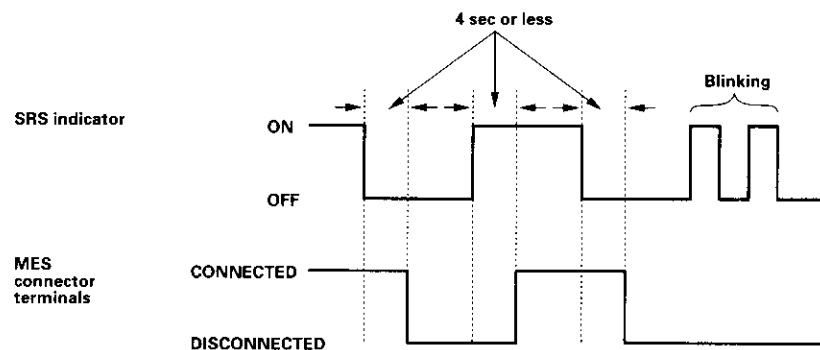 4 sec or less
Blinking
SRS indicator
ON
OFF
MES
connector
terminals
CONNECTED
DISCONNECTED